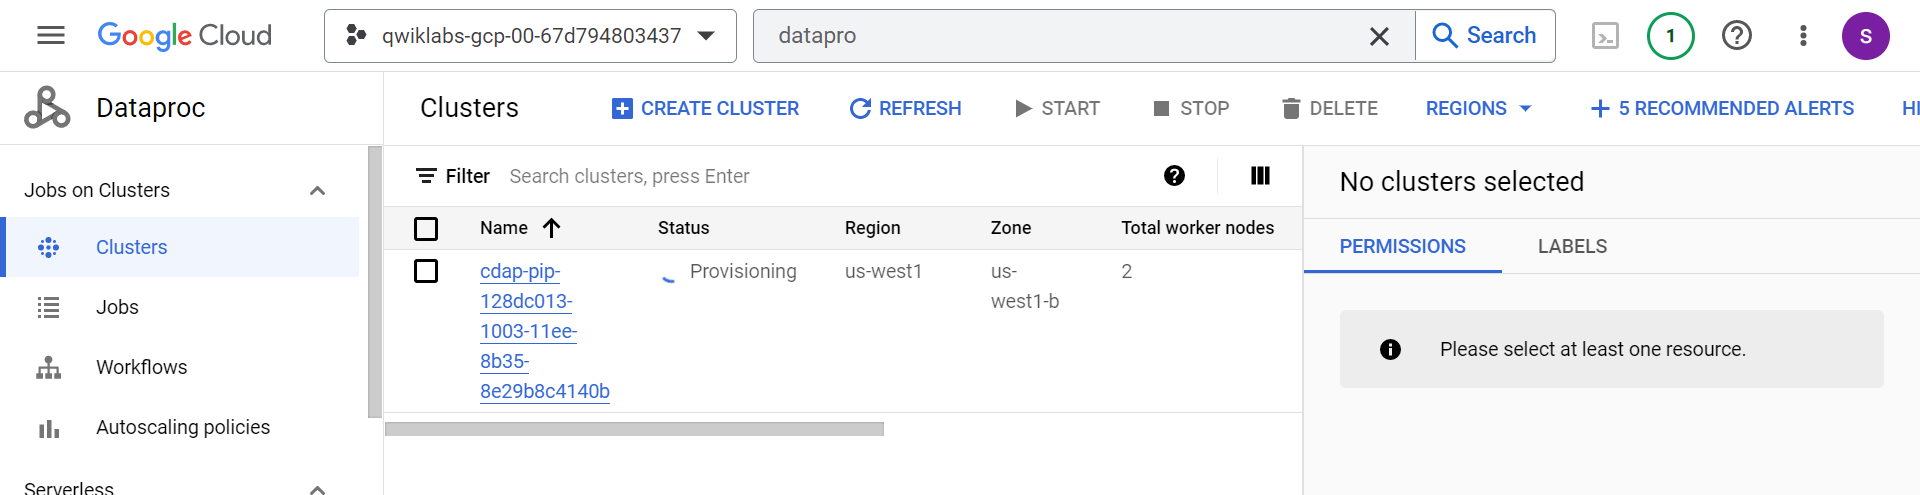 Google Cloud
qwiklabs-gcp-00-67d794803437
datapro
Search
1
S
Dataproc
Clusters
CREATE CLUSTER
REFRESH
START
STOP
DELETE
REGIONS
5 RECOMMENDED ALERTS
HI
Jobs on Clusters
Clusters
Jobs
Workflows
Autoscaling policies
Serverless
Filter
Search clusters, press Enter
Name
Status
Region
Zone
Total worker nodes
cdap-pip-
128dc013-
1003-11ee-
8b35-
8e29b8c4140b
Provisioning
us-west1
us-
west1-b
2
No clusters selected
PERMISSIONS
LABELS
Please select at least one resource.